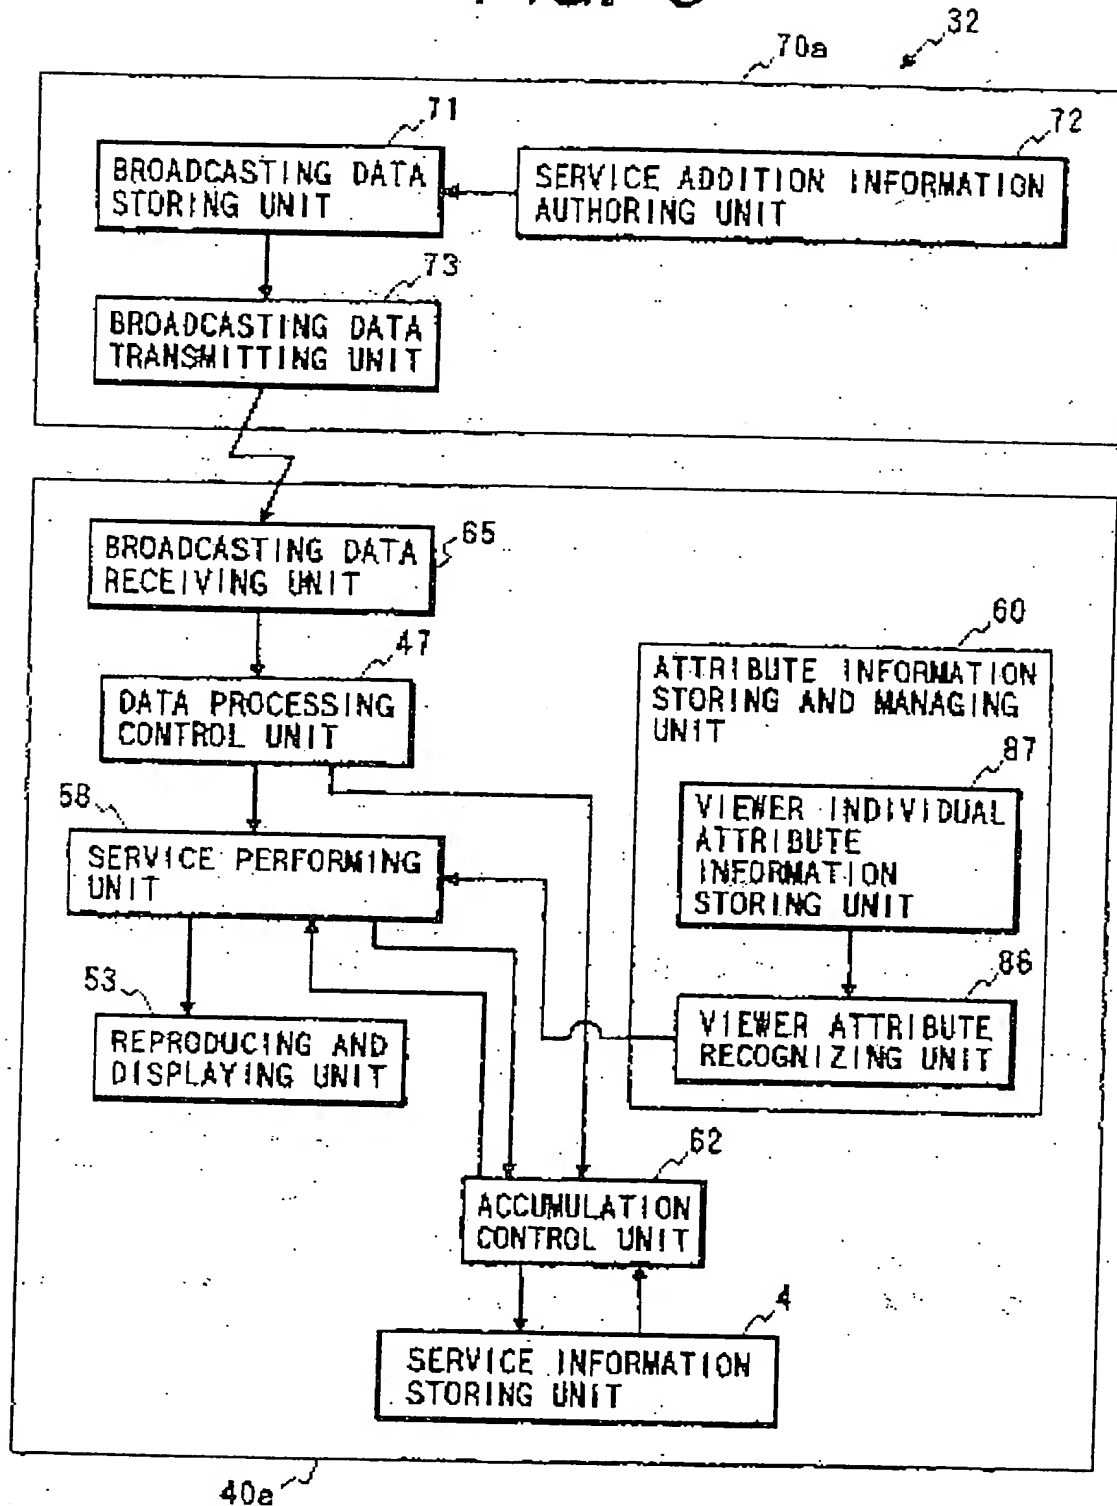 32
70a
71
72
BROADCASTING DATA
STORING UNIT
SERVICE ADDITION INFORMATION
AUTHORING UNIT
73
BROADCASTING DATA
TRANSMITTING UNIT
65
BROADCASTING DATA
RECEIVING UNIT
60
47
ATTRIBUTE INFORMATION
STORING AND MANAGING
UNIT
DATA PROCESSING
CONTROL UNIT
87
58
VIEWER INDIVIDUAL
ATTRIBUTE
INFORMATION
STORING UNIT
SERVICE PERFORMING
UNIT
86
53
VIEWER ATTRIBUTE
RECOGNIZING UNIT
REPRODUCING AND
DISPLAYING UNIT
62
ACCUMULATION
CONTROL UNIT
4
SERVICE INFORMATION
STORING UNIT
40a